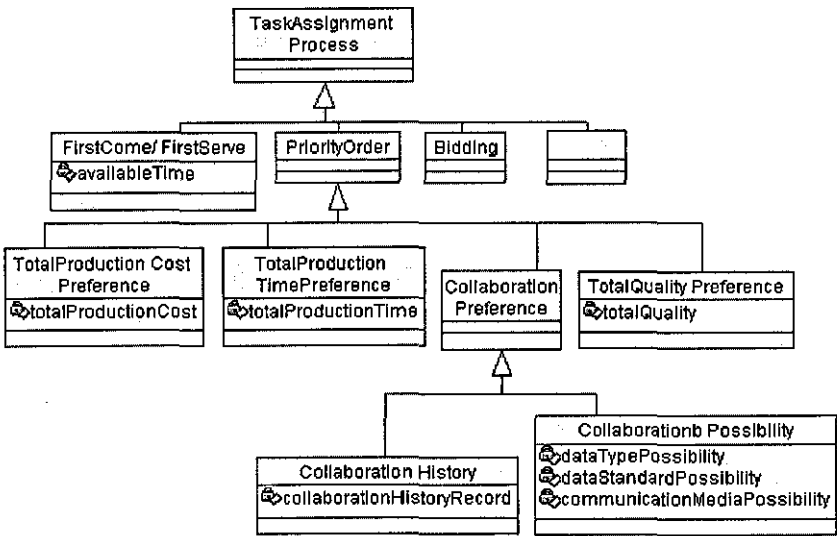 TaskAssignment
Process
FirstCome/ FirstServe
availableTime
PriorityOrder
Bidding
TotalProduction Cost
Preference
totalProductionCost
TotalProduction
TimePreference
totalProductionTime
Collaboration
Preference
TotalQuality Preference
totalQuality
Collaboration History
collaborationHistoryRecord
Collaborationb Possibility
dataTypePossibility
dataStandardPossibility
communicationMediaPossibility